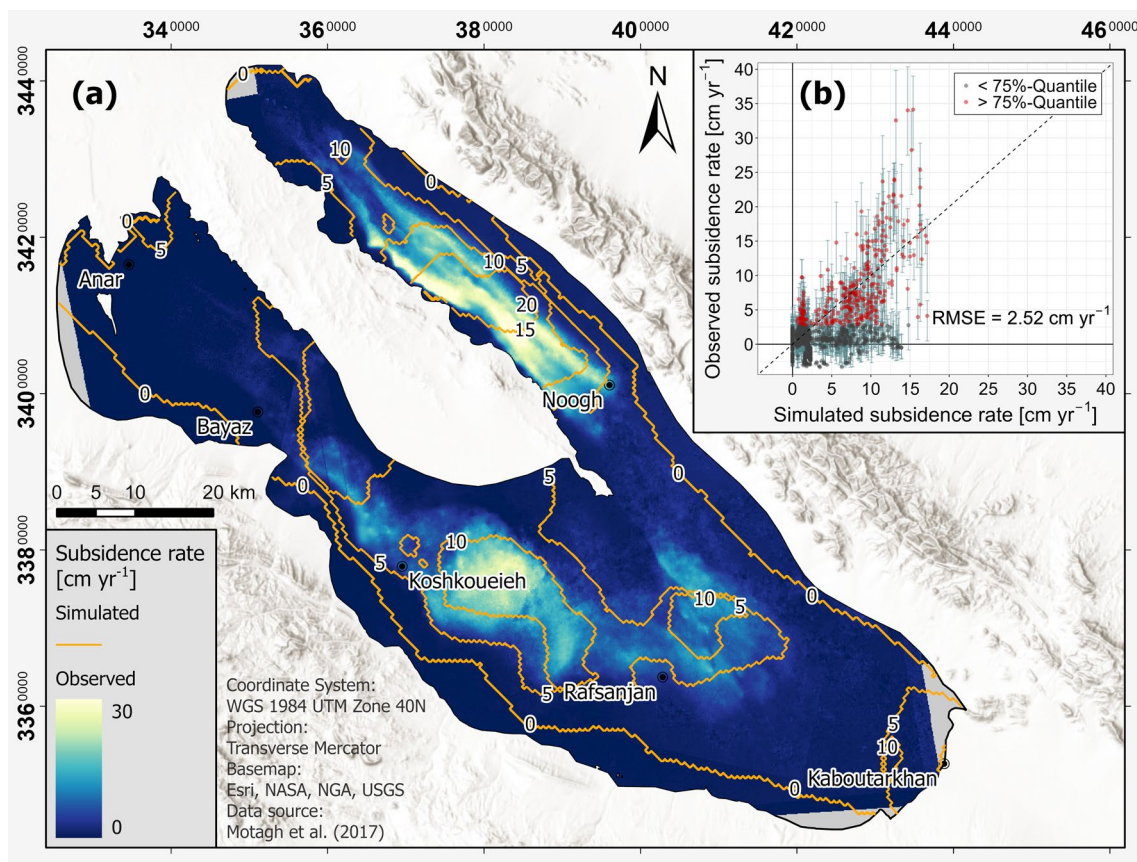 340000 360000 380000 400000 420000 440000 460000
3440000
3420000
3400000
3380000
3360000
(a)
N
0
10
5
0
0
5
10
5
20
15
Anar
Noogh
0
Bayaz
0
0
5
5
10
Koshkoueieh
10
5
0
5
Rafsanjan
0
5
10
0
Kaboutarkhan
0 5 10 20 km
Subsidence rate
[cm yr⁻¹]
Simulated
Observed
30
0
Coordinate System:
WGS 1984 UTM Zone 40N
Projection:
Transverse Mercator
Basemap:
Esri, NASA, NGA, USGS
Data source:
Motagh et al. (2017)
(b)
< 75%-Quantile
> 75%-Quantile
Observed subsidence rate [cm yr⁻¹]
40
35
30
25
20
15
10
5
0
RMSE = 2.52 cm yr⁻¹
0 5 10 15 20 25 30 35 40
Simulated subsidence rate [cm yr⁻¹]